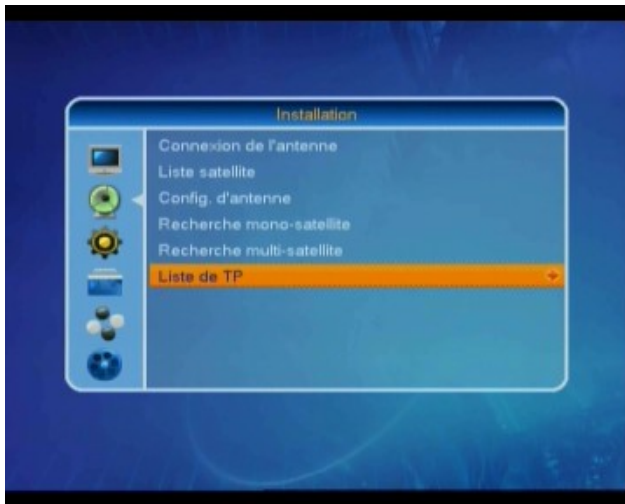 Installation
Connexion de l'antenne
Liste satellite
Config. d'antenne
Recherche mono-satellite
Recherche multi-satellite
Liste de TP